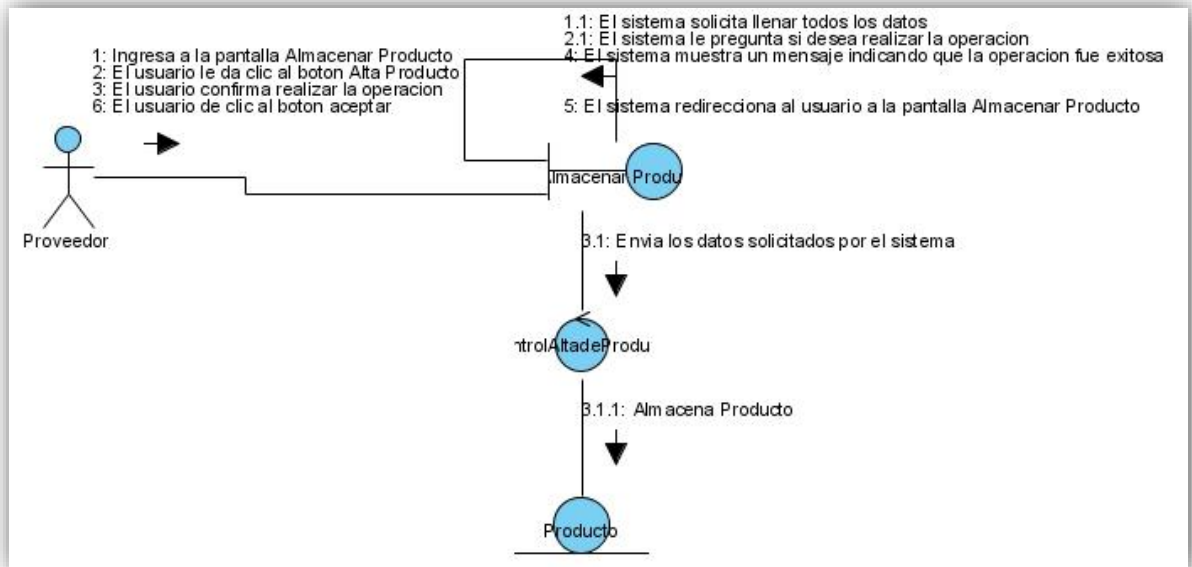 1: Ingresa a la pantalla Almacenar Producto
2: El usuario le da clic al boton Alta Producto
3: El usuario confirma realizar la operacion
6: El usuario de clic al boton aceptar
1.1: El sistema solicita llenar todos los datos
2.1: El sistema le pregunta si desea realizar la operacion
4: El sistema muestra un mensaje indicando que la operacion fue exitosa
5: El sistema redirecciona al usuario a la pantalla Almacenar Producto
Almacenar Produ
Proveedor
3.1: Envia los datos solicitados por el sistema
ntrolAltadeProdu
3.1.1: Almacena Producto
Producto